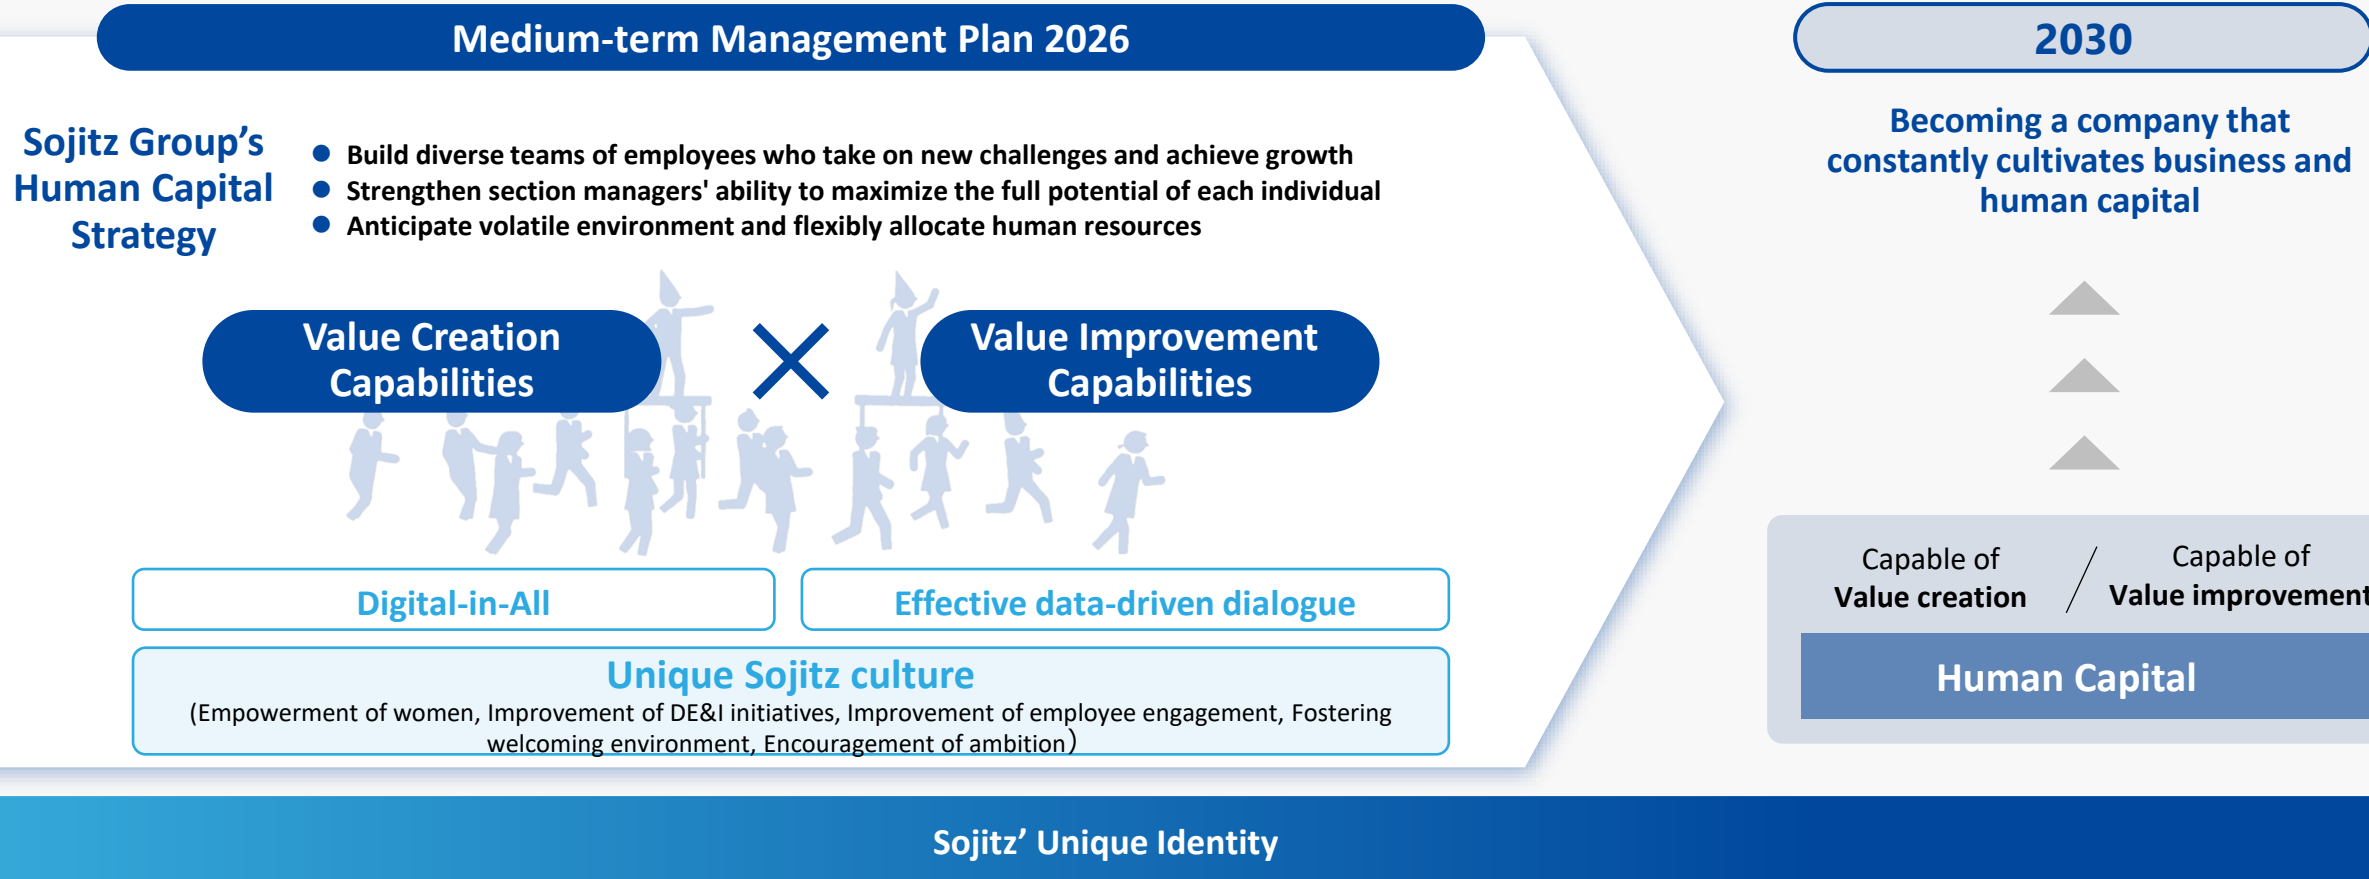 Medium-term Management Plan 2026
Sojitz Group’s
Human Capital
Strategy
● Build diverse teams of employees who take on new challenges and achieve growth
● Strengthen section managers' ability to maximize the full potential of each individual
● Anticipate volatile environment and flexibly allocate human resources
Value Creation
Capabilities
×
Value Improvement
Capabilities
Digital-in-All
Effective data-driven dialogue
Unique Sojitz culture
(Empowerment of women, Improvement of DE&I initiatives, Improvement of employee engagement, Fostering
welcoming environment, Encouragement of ambition）
2030
Becoming a company that
constantly cultivates business and
human capital
Capable of
Value creation
/
Capable of
Value improvement
Human Capital
Sojitz’ Unique Identity